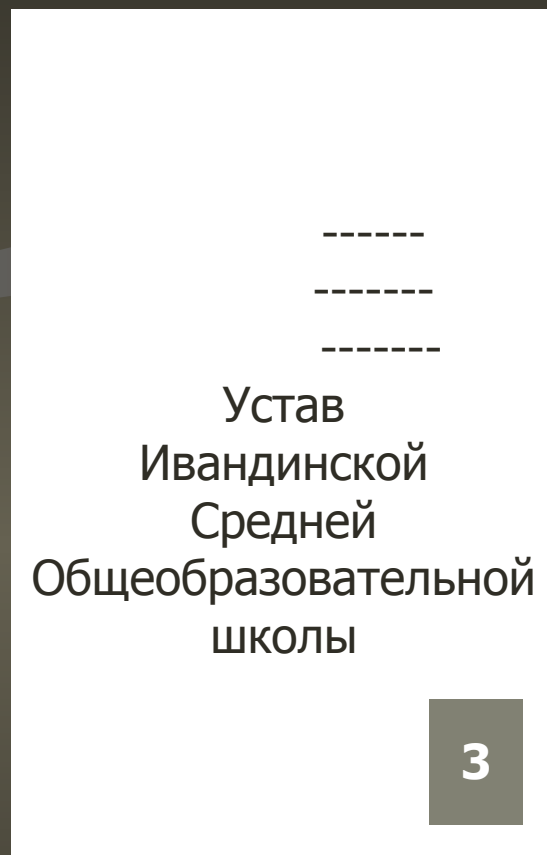 ------
-------
-------
Устав
Ивандинской
Средней
Общеобразовательной
школы
3